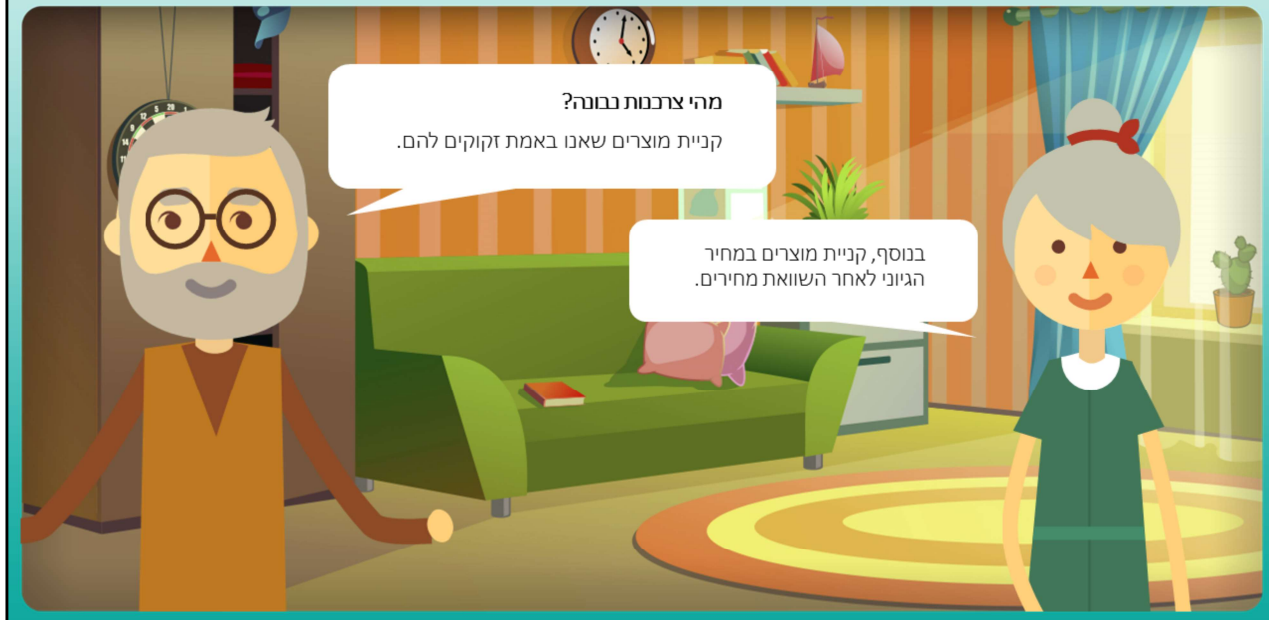 מהי צרכנות נבונה?
קניית מוצרים שאנו באמת זקוקים להם.
בנוסף, קניית מוצרים במחיר
הגיוני לאחר השוואת מחירים.